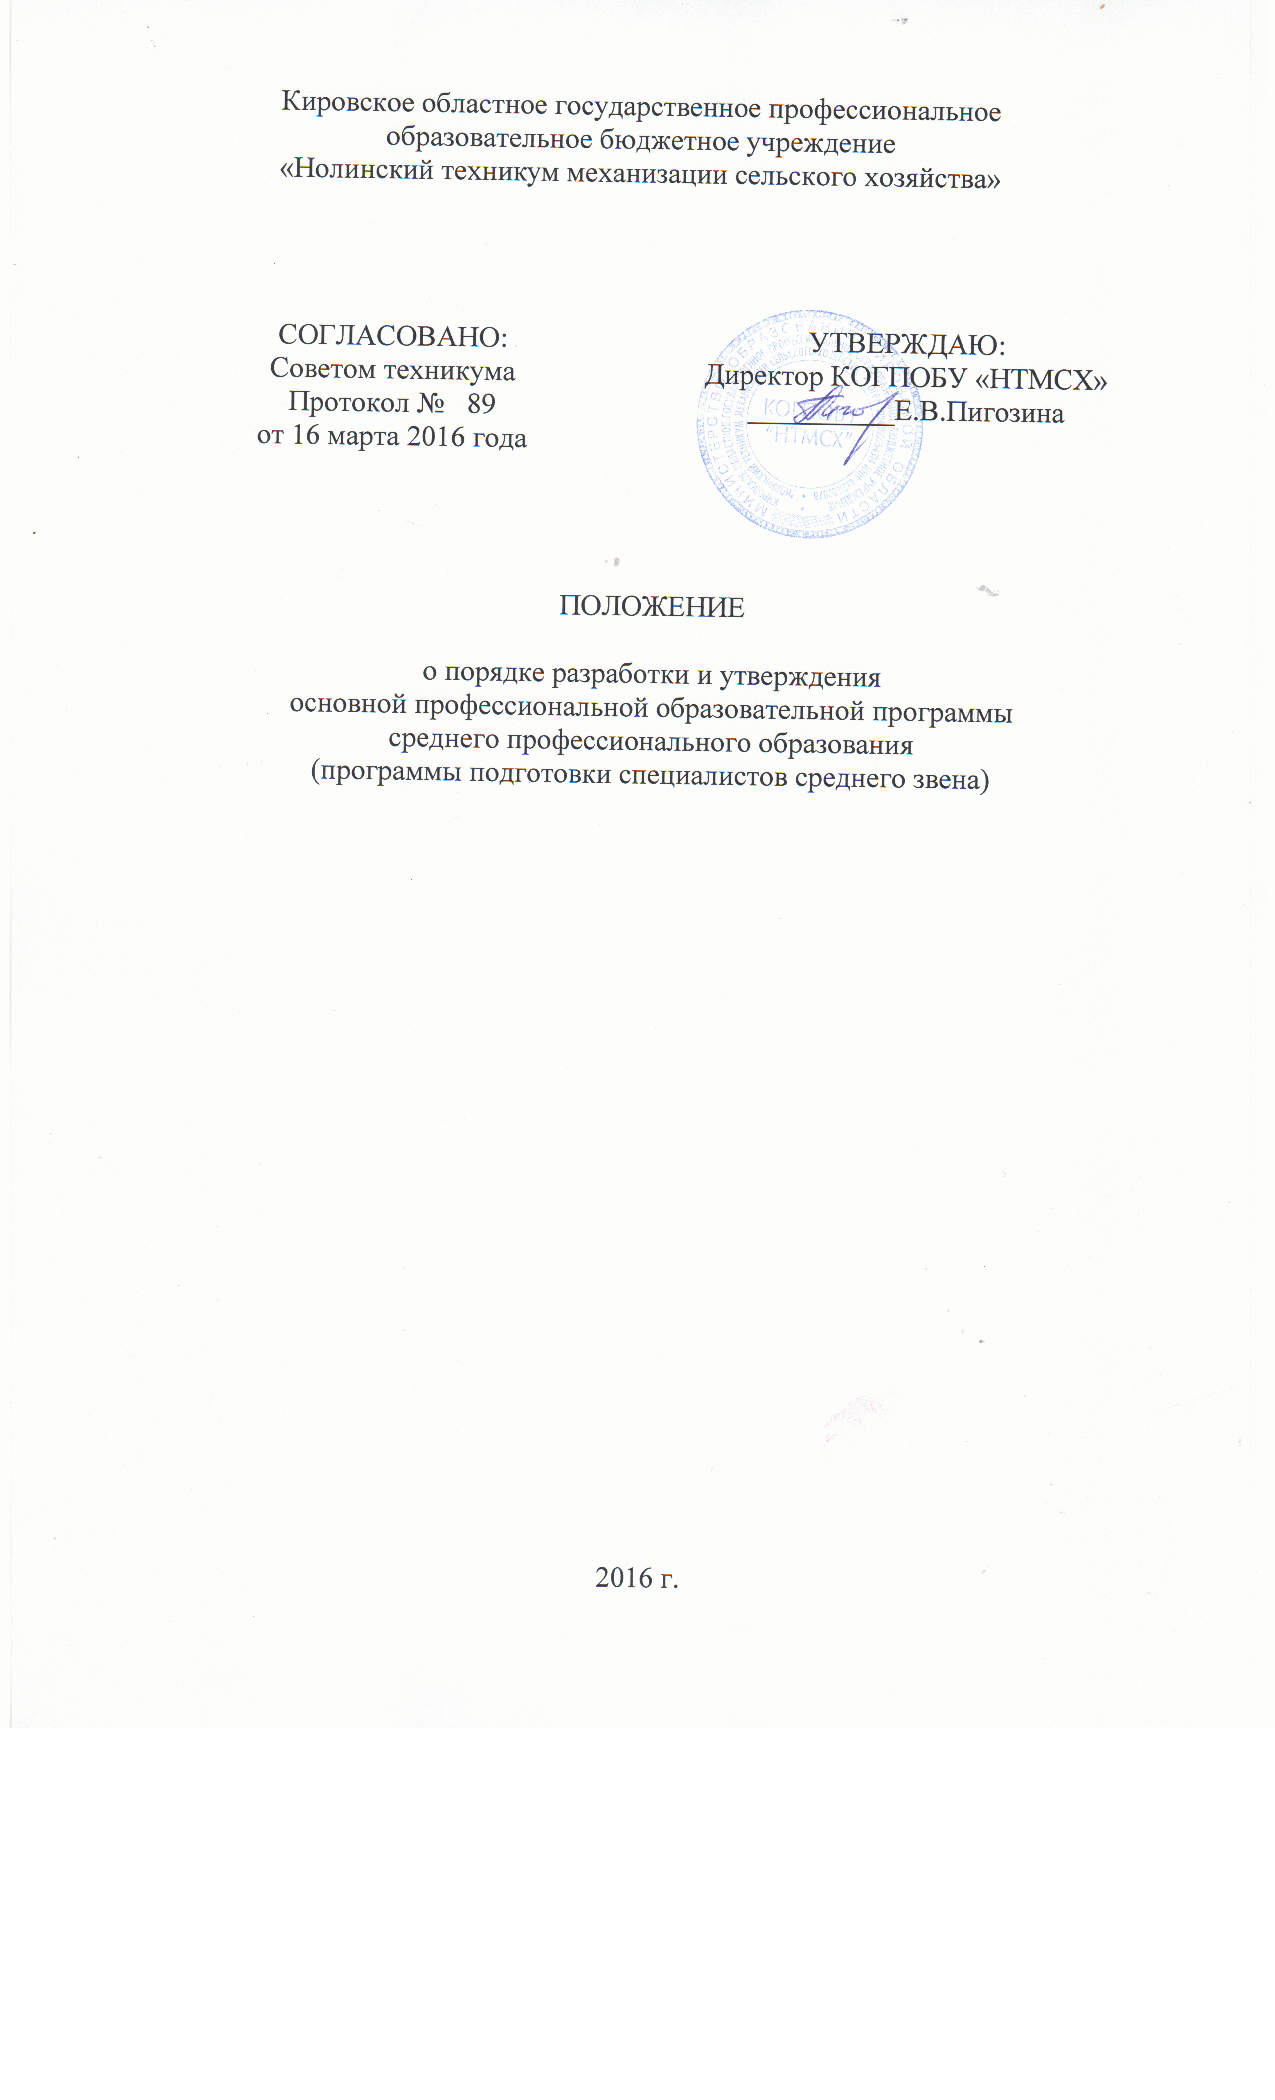 Кировское областное государственное профессиональное
образовательное бюджетное учреждение
«Нолинский техникум механизации сельского хозяйства»
СОГЛАСОВАНО:
Советом техникума
Протокол № 89
от 16 марта 2016 года
УТВЕРЖДАЮ:
Директор КОГПОБУ «НТМСХ»
Е.В.Пигозина
"НТМСХ"
ПОЛОЖЕНИЕ
о порядке разработки и утверждения
основной профессиональной образовательной программы
среднего профессионального образования
(программы подготовки специалистов среднего звена)
2016 г.